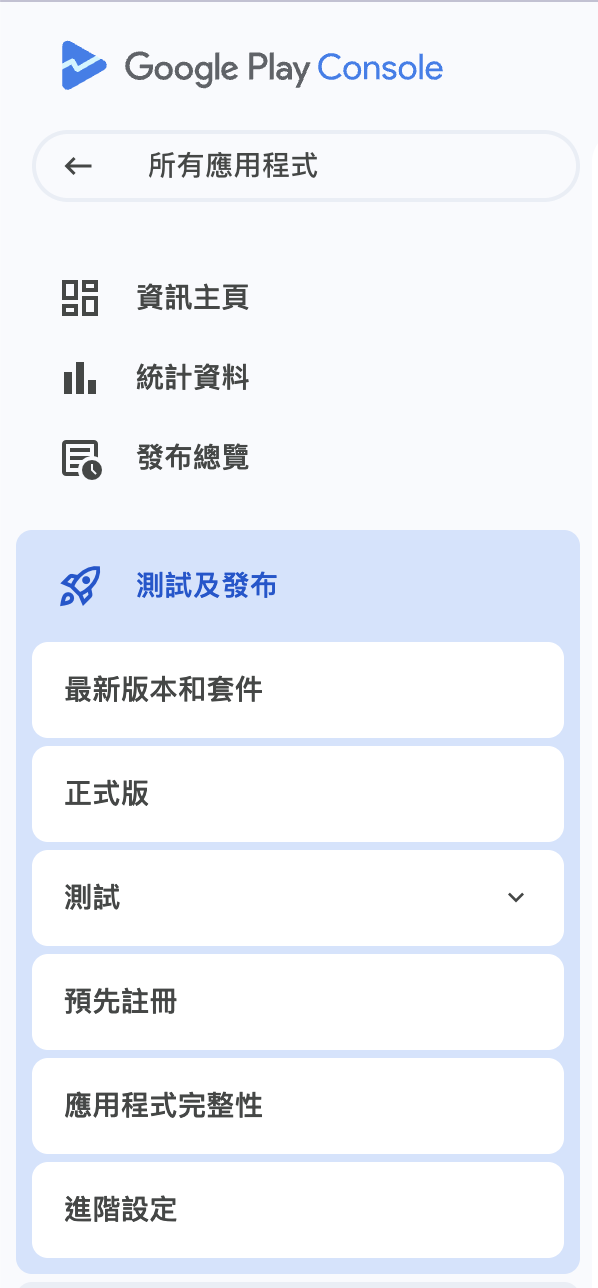 Google Play Console
所有應用程式
資訊主頁
統計資料
發布總覽
測試及發布
最新版本和套件
正式版
測試
預先註冊
應用程式完整性
進階設定